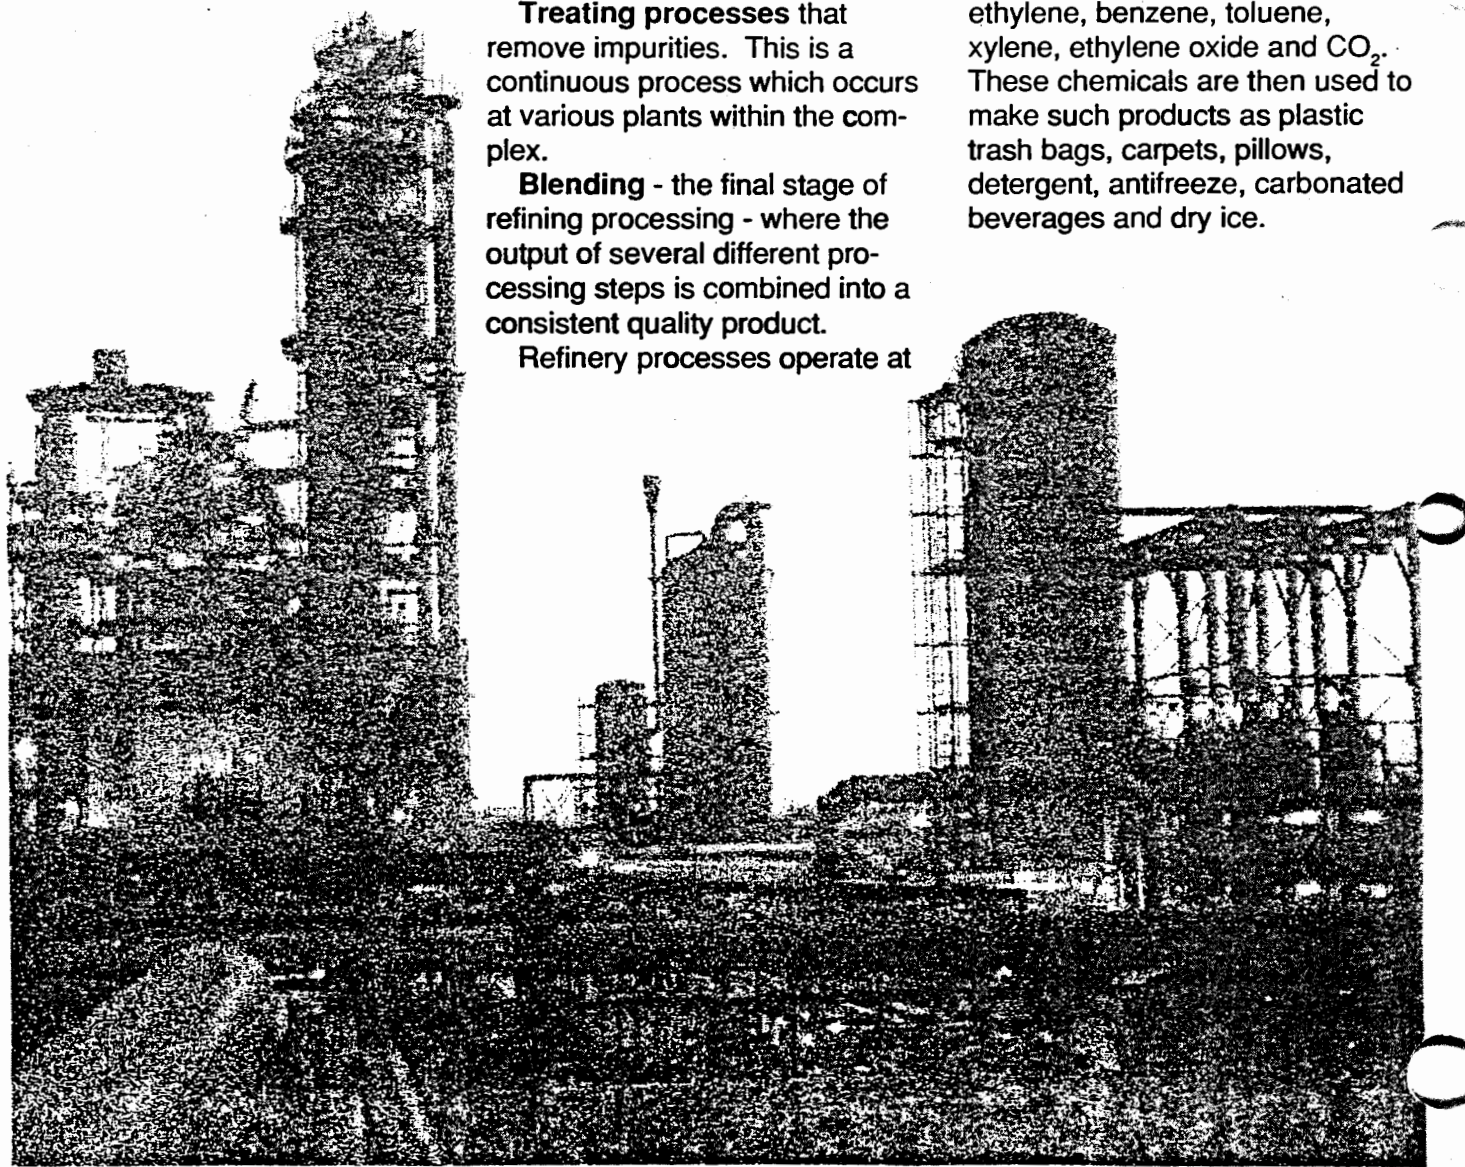 Treating processes that
remove impurities.  This is a
continuous process which occurs
at various plants within the com-
plex.
Blending - the final stage of
refining processing - where the
output of several different pro-
cessing steps is combined into a
consistent quality product.
Refinery processes operate at
ethylene, benzene, toluene,
xylene, ethylene oxide and CO₂.
These chemicals are then used to
make such products as plastic
trash bags, carpets, pillows,
detergent, antifreeze, carbonated
beverages and dry ice.